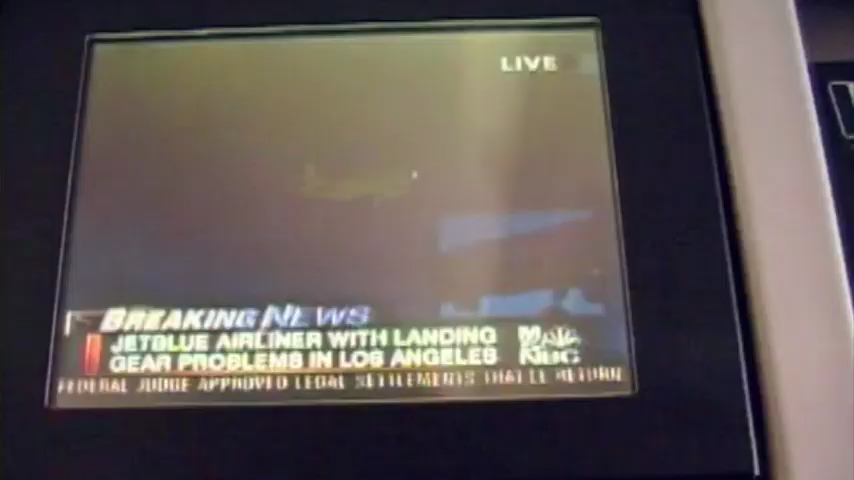 LIVE
BREAKING NEWS
JETBLUE AIRLINER WITH LANDING
GEAR PROBLEMS IN LOS ANGELES
NBC
FEDERAL JUDGE APPROVED LEGAL SETTLEMENTS THAT'LL RETURN